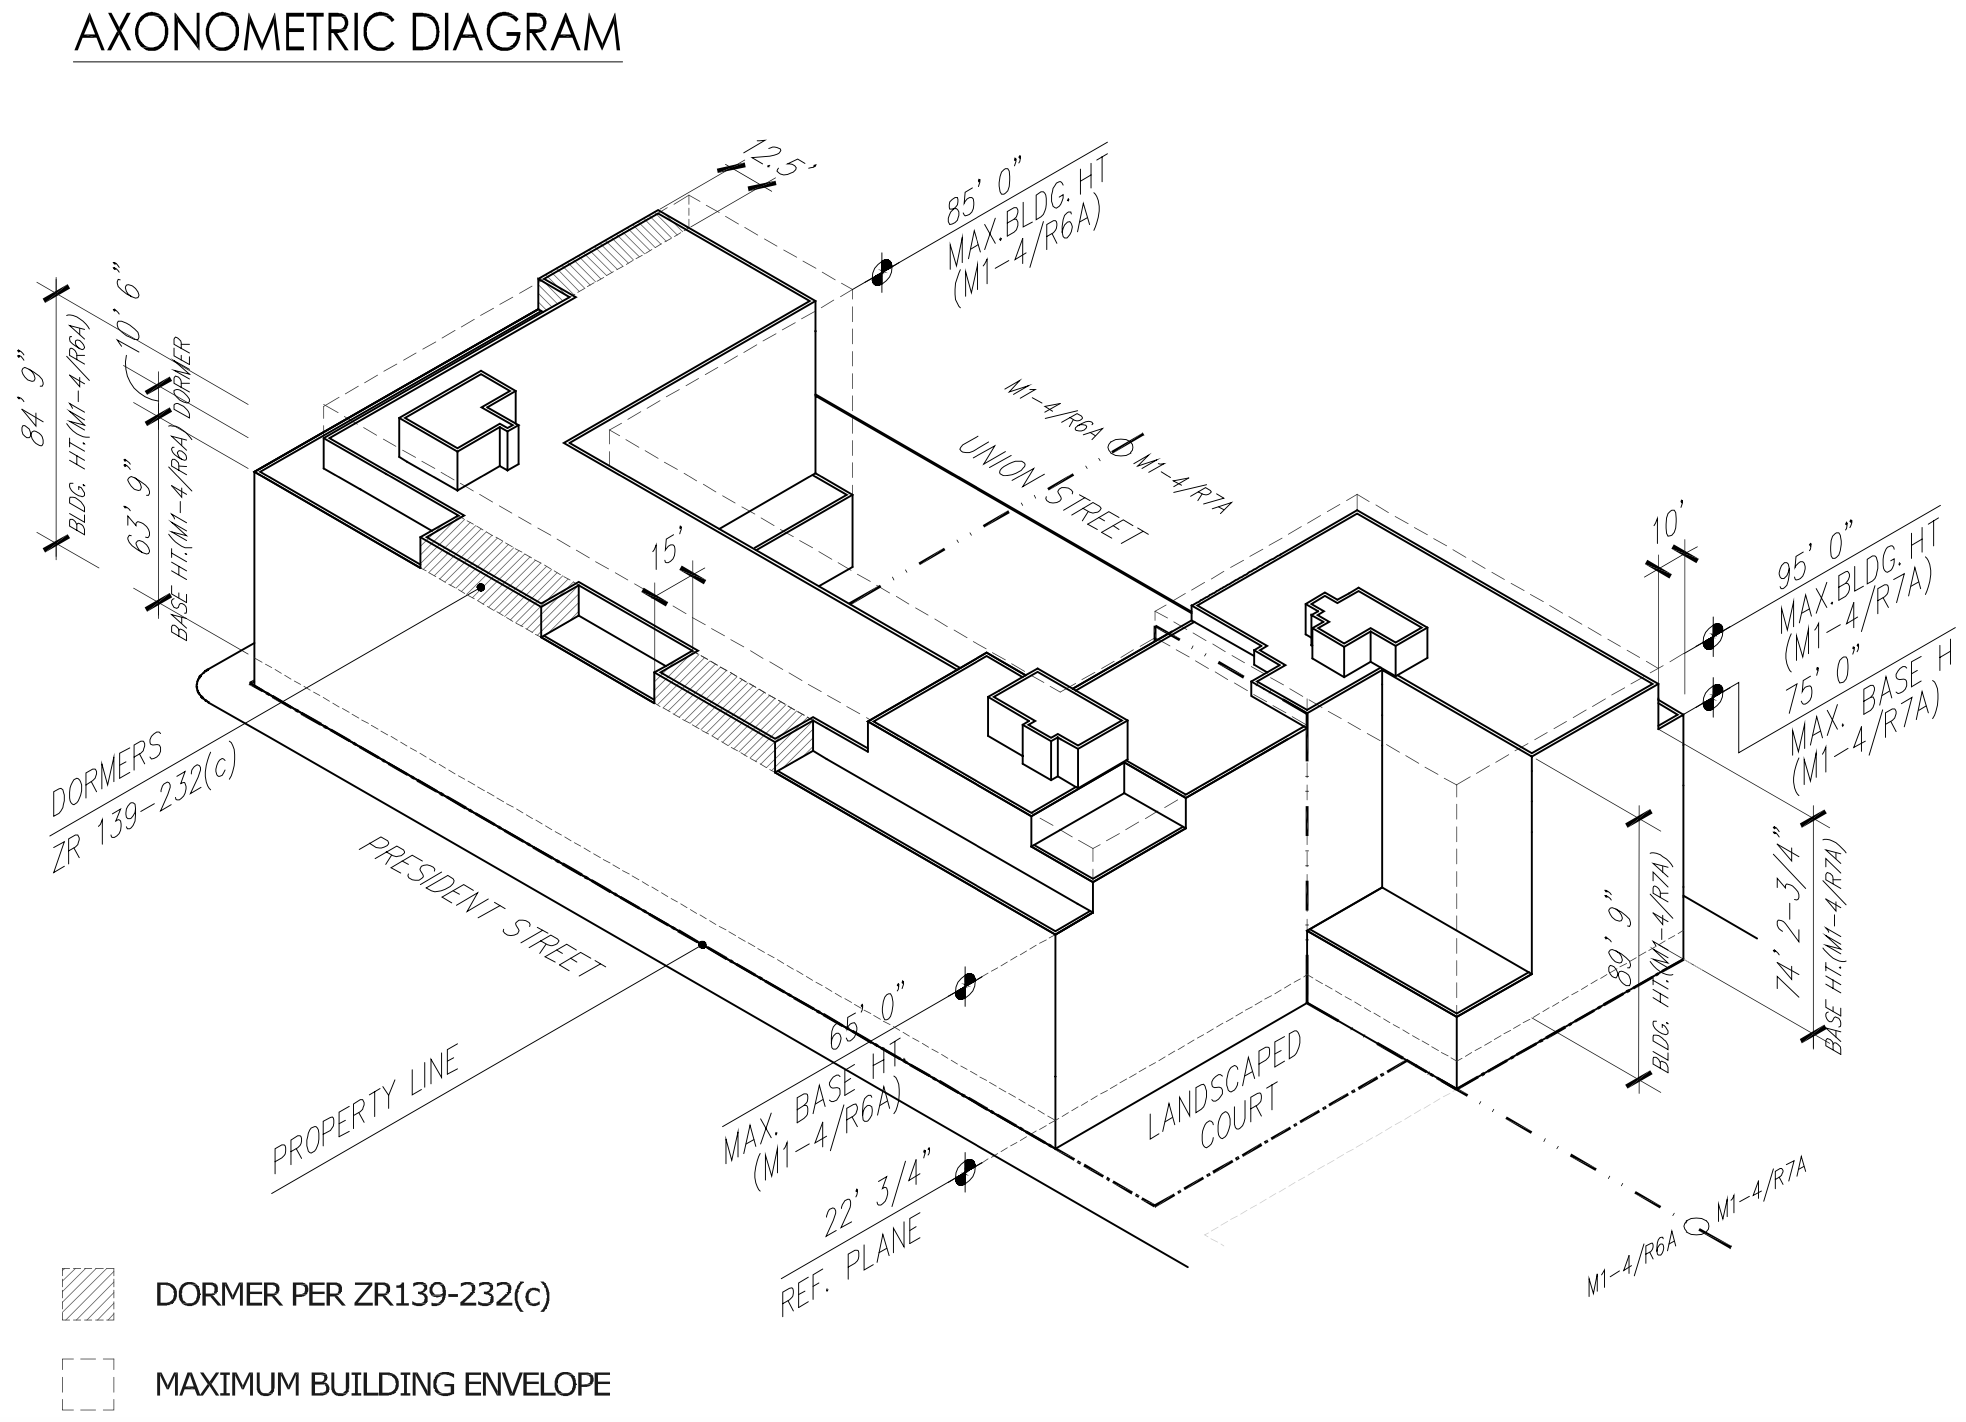 AXONOMETRIC DIAGRAM
12.5'
85' 0"
MAX.BLDG. HT
(M1-4/R6A)
84' 9"
BLDG. HT.(M1-4/R6A)
10' 6"
DORMER
63' 9"
BASE HT.(M1-4/R6A)
M1-4/R6A
M1-4/R7A
UNION STREET
15'
10'
95' 0"
MAX.BLDG. HT
(M1-4/R7A)
75' 0"
MAX. BASE H
(M1-4/R7A)
DORMERS
ZR 139-232(c)
PRESIDENT STREET
PROPERTY LINE
65' 0"
MAX. BASE HT.
(M1-4/R6A)
22' 3/4"
REF. PLANE
LANDSCAPED
COURT
89' 9"
BLDG. HT.(M1-4/R7A)
74' 2-3/4"
BASE HT.(M1-4/R7A)
M1-4/R7A
M1-4/R6A
DORMER PER ZR139-232(c)
MAXIMUM BUILDING ENVELOPE